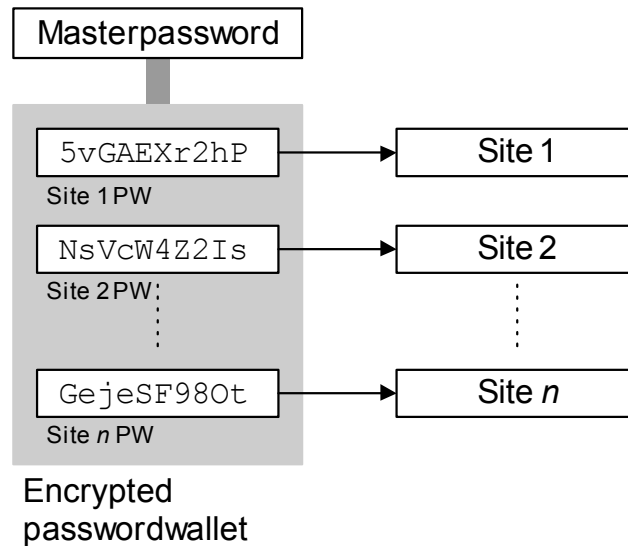 Masterpassword
5vGAEXr2hP
Site 1
Site 1 PW
NsVcW4Z2Is
Site 2
Site 2 PW
GejeSF98Ot
Site n
Site n PW
Encrypted
passwordwallet